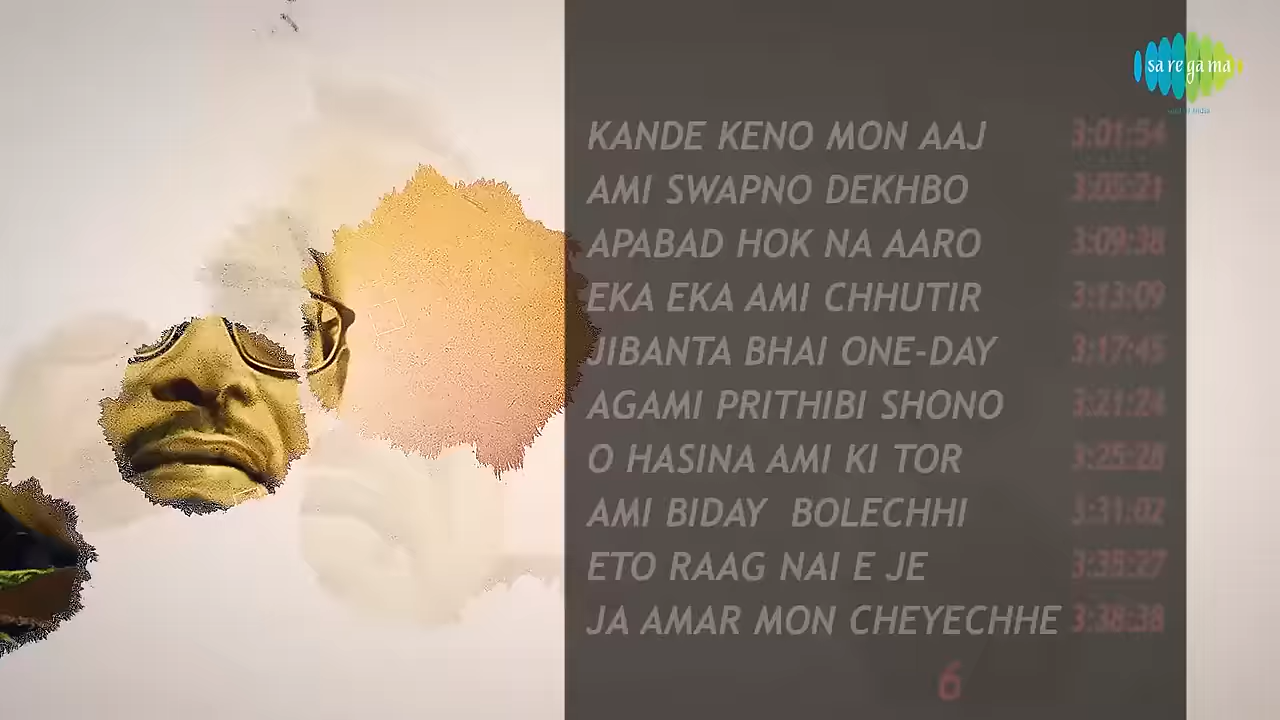 sa re ga ma
KANDE KENO MON AAJ 3:01:54
AMI SWAPNO DEKHBO 3:05:21
APABAD HOK NA AARO 3:09:38
EKA EKA AMI CHHUTIR 3:13:09
JIBANTA BHAI ONE-DAY 3:17:45
AGAMI PRITHIBI SHONO 3:21:24
O HASINA AMI KI TOR 3:25:28
AMI BIDAY BOLECHHI 3:31:02
ETO RAAG NAI E JE 3:35:27
JA AMAR MON CHEYECHHE 3:38:38
6